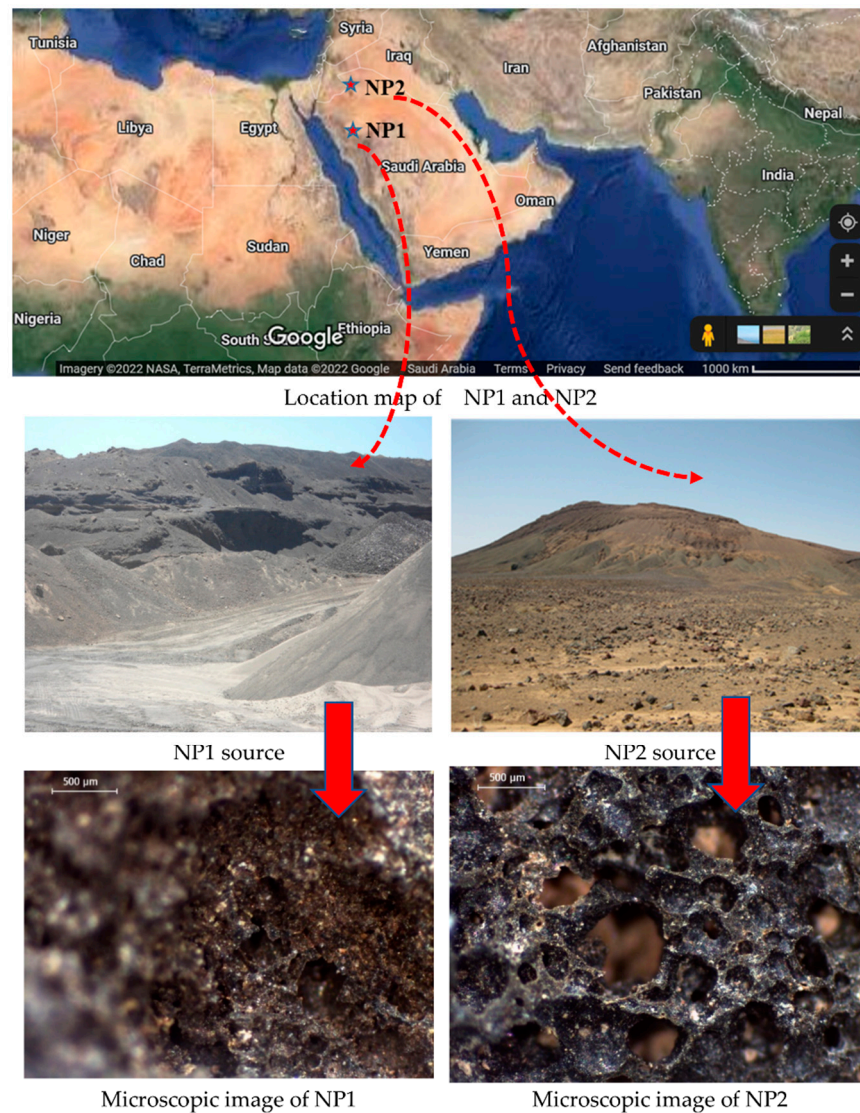 Syria
Tunisia
Afghanistan
Iraq
Iran
NP2
Pakistan
Nepal
Libya
Egypt
NP1
Saudi Arabia
India
Oman
Niger
Chad
Sudan
Yemen
Nigeria
South S
Google
Ethiopia
Imagery ©2022 NASA, TerraMetrics, Map data ©2022 Google Saudi Arabia Terms Privacy Send feedback 1000 km
Location map of NP1 and NP2
NP1 source
NP2 source
500 µm
500 µm
Microscopic image of NP1
Microscopic image of NP2